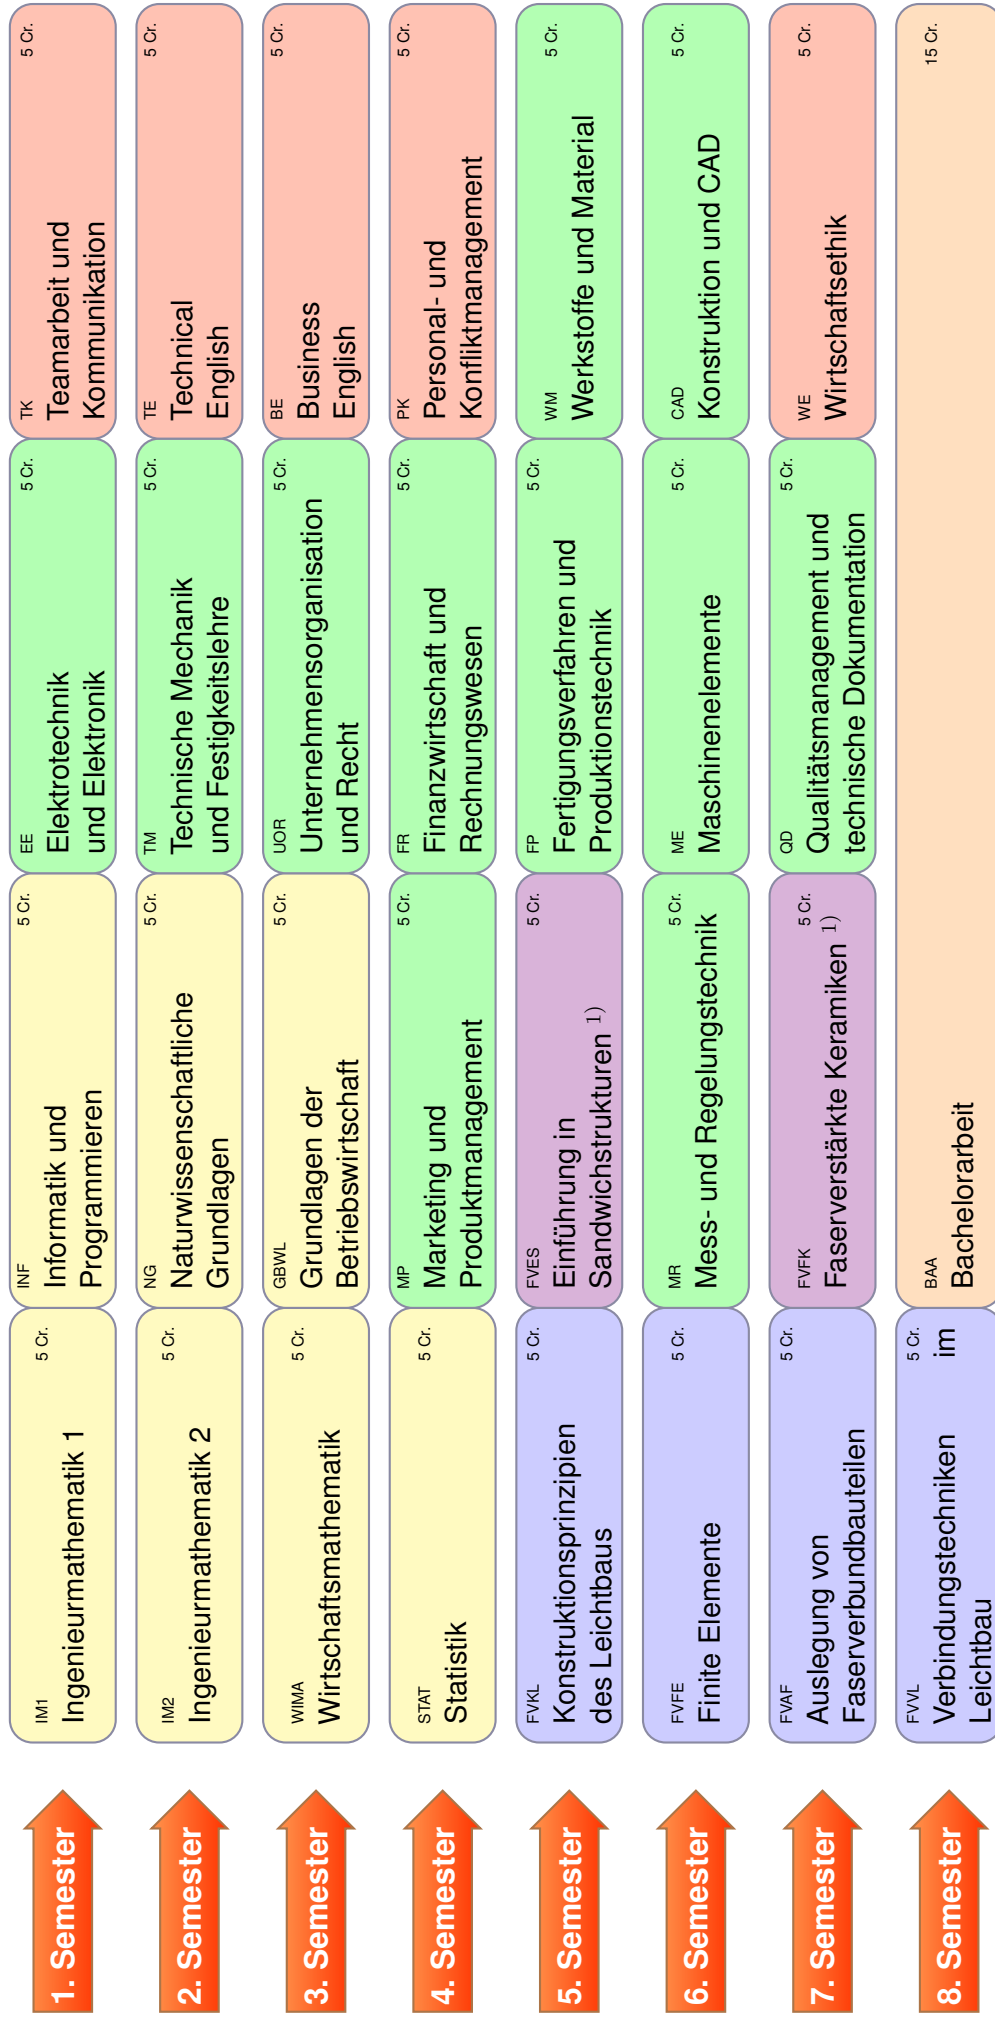 1. Semester
IM1
5 Cr.
Ingenieurmathematik 1
INF
5 Cr.
Informatik und
Programmieren
EE
5 Cr.
Elektrotechnik
und Elektronik
TK
5 Cr.
Teamarbeit und
Kommunikation
2. Semester
IM2
5 Cr.
Ingenieurmathematik 2
NG
5 Cr.
Naturwissenschaftliche
Grundlagen
TM
5 Cr.
Technische Mechanik
und Festigkeitslehre
TE
5 Cr.
Technical
English
3. Semester
WIMA
5 Cr.
Wirtschaftsmathematik
GBWL
5 Cr.
Grundlagen der
Betriebswirtschaft
UOR
5 Cr.
Unternehmensorganisation
und Recht
BE
5 Cr.
Business
English
4. Semester
STAT
5 Cr.
Statistik
MP
5 Cr.
Marketing und
Produktmanagement
FR
5 Cr.
Finanzwirtschaft und
Rechnungswesen
PK
5 Cr.
Personal- und
Konfliktmanagement
5. Semester
FVKL
5 Cr.
Konstruktionsprinzipien
des Leichtbaus
FVES
5 Cr.
Einführung in
Sandwichstrukturen 1)
FP
5 Cr.
Fertigungsverfahren und
Produktionstechnik
WM
5 Cr.
Werkstoffe und Material
6. Semester
FVFE
5 Cr.
Finite Elemente
MR
5 Cr.
Mess- und Regelungstechnik
ME
5 Cr.
Maschinenelemente
CAD
5 Cr.
Konstruktion und CAD
7. Semester
FVAF
5 Cr.
Auslegung von
Faserverbundbauteilen
FVFK
5 Cr.
Faserverstärkte Keramiken 1)
QD
5 Cr.
Qualitätsmanagement und
technische Dokumentation
WE
5 Cr.
Wirtschaftsethik
8. Semester
FVVL
5 Cr.
Verbindungstechniken im
Leichtbau
BAA
15 Cr.
Bachelorarbeit